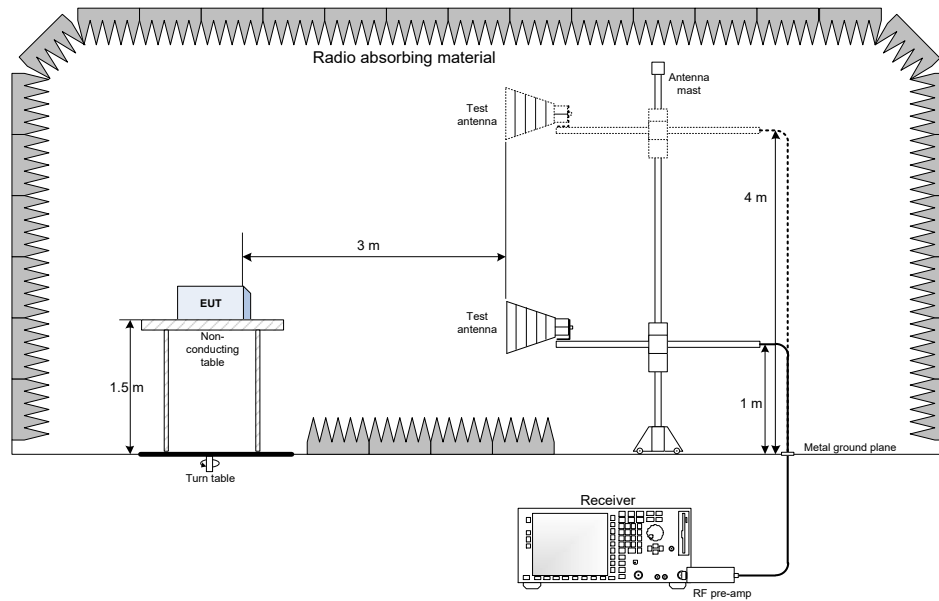 Radio absorbing material
Antenna
mast
Test
antenna
4 m
3 m
EUT
Test
antenna
Non-
conducting
table
1.5 m
1 m
Metal ground plane
Turn table
Receiver
RF pre-amp